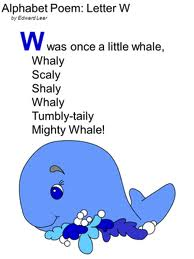 Alphabet Poem: Letter W
by Edward Lear
W was once a little whale,
Whaly
Scaly
Shaly
Whaly
Tumbly-taily
Mighty Whale!